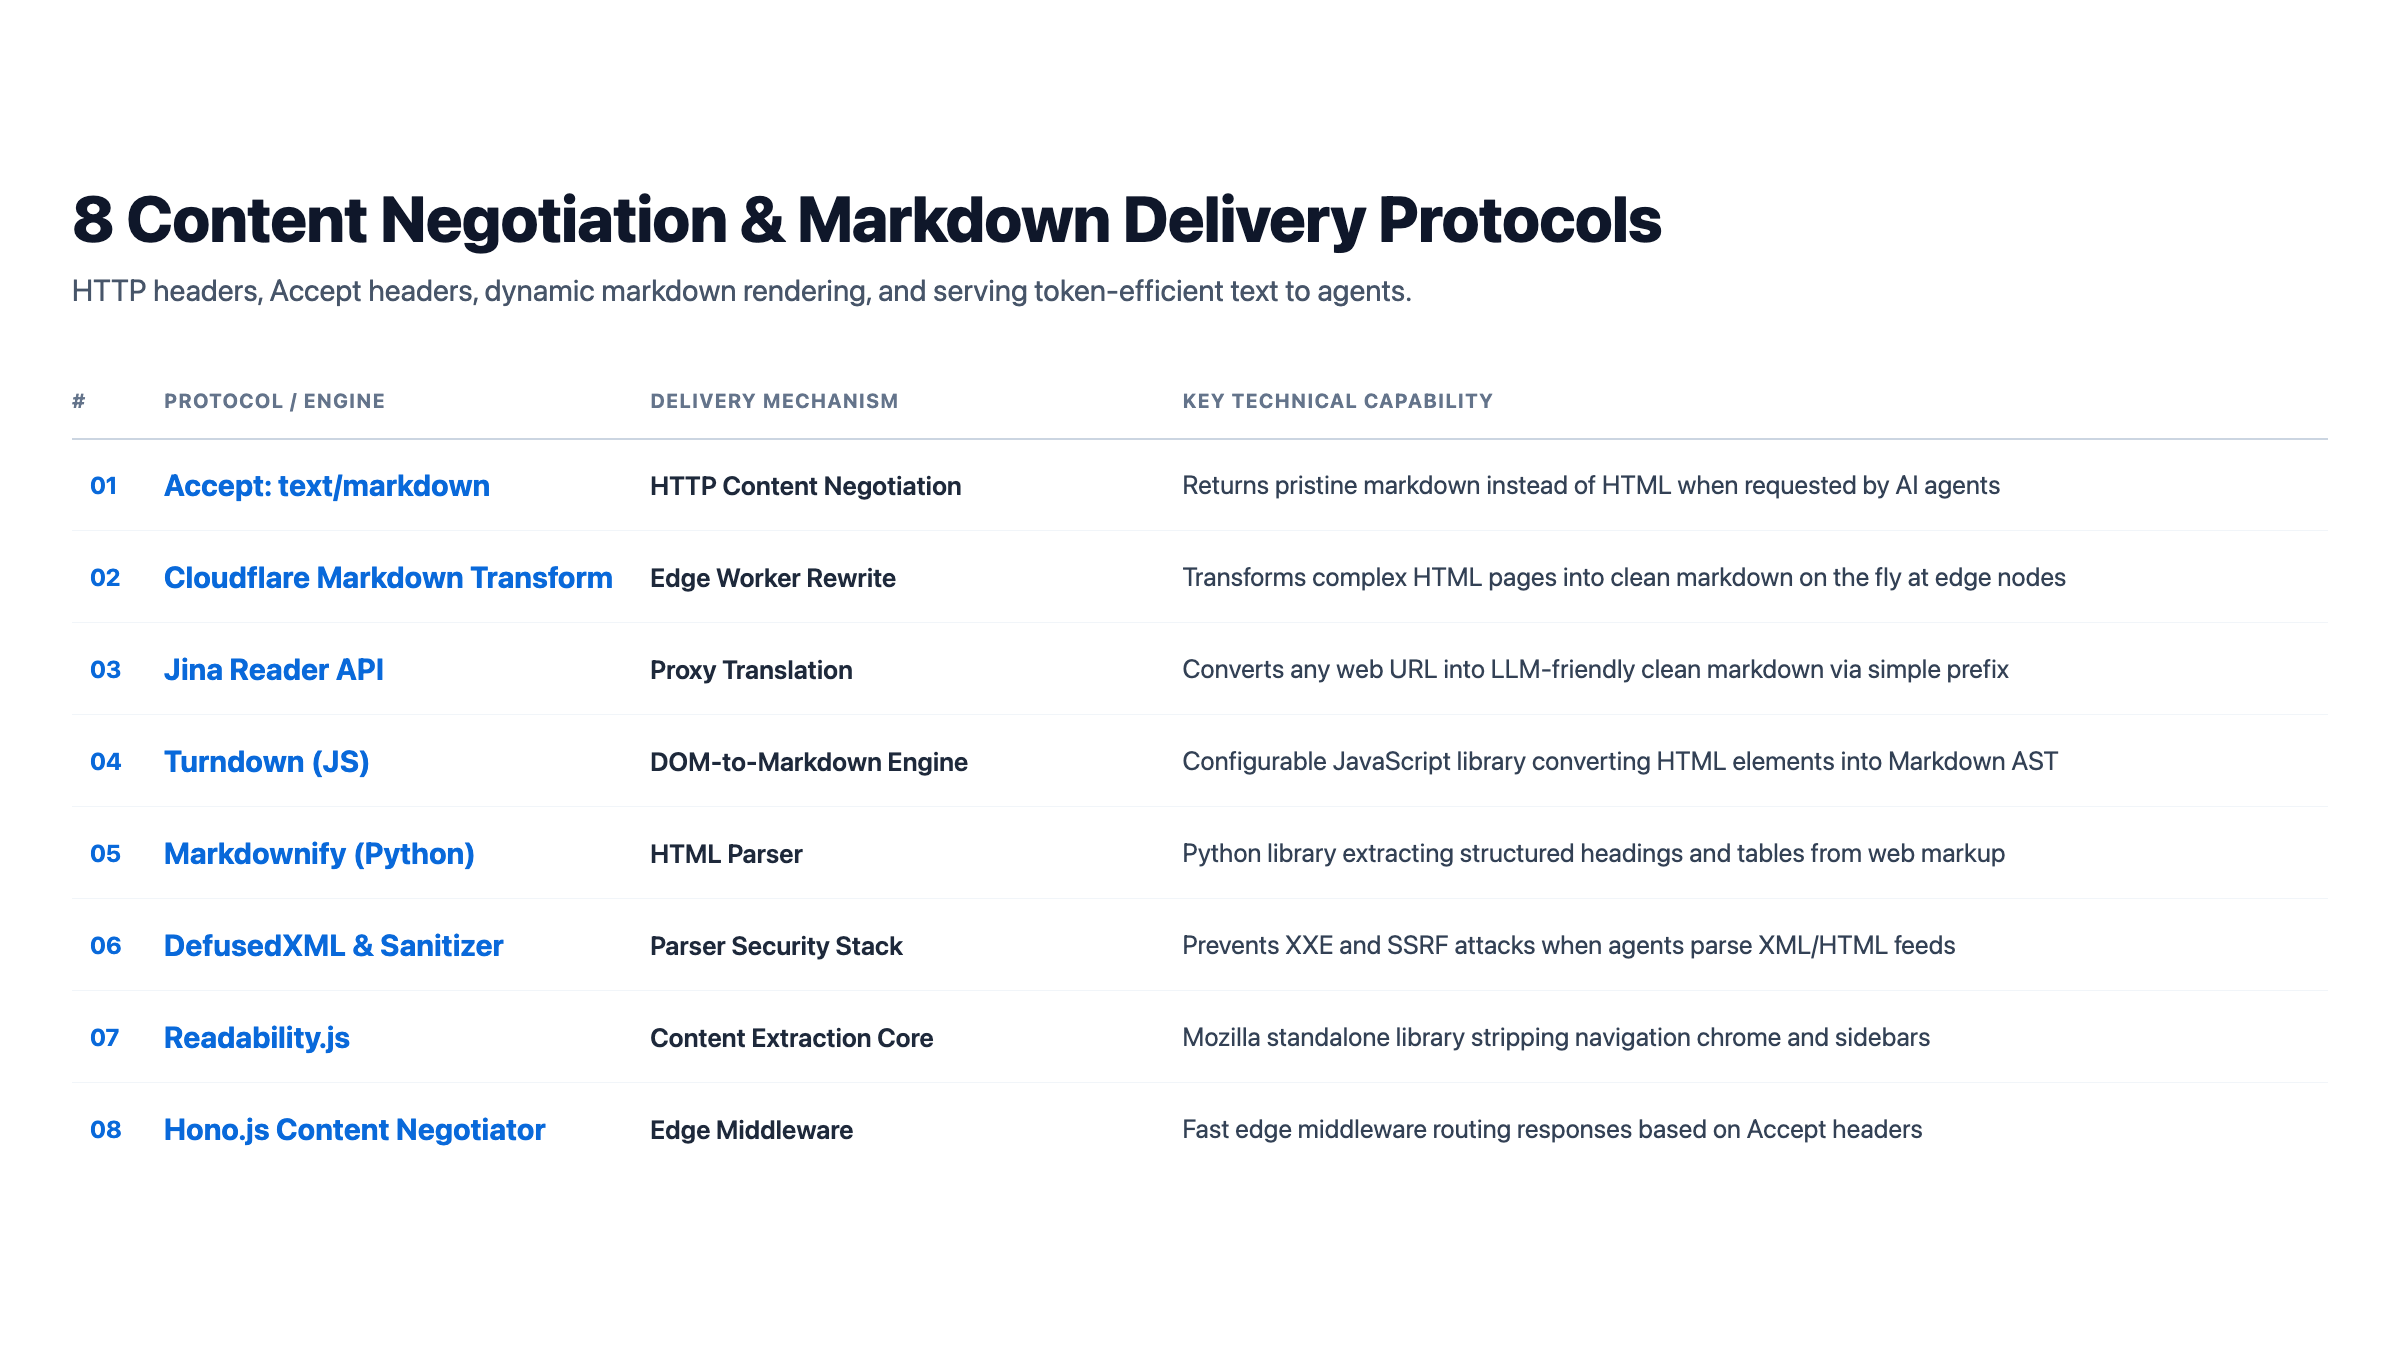 8 Content Negotiation & Markdown Delivery Protocols
HTTP headers, Accept headers, dynamic markdown rendering, and serving token-efficient text to agents.
# PROTOCOL / ENGINE DELIVERY MECHANISM KEY TECHNICAL CAPABILITY
01 Accept: text/markdown HTTP Content Negotiation Returns pristine markdown instead of HTML when requested by AI agents
02 Cloudflare Markdown Transform Edge Worker Rewrite Transforms complex HTML pages into clean markdown on the fly at edge nodes
03 Jina Reader API Proxy Translation Converts any web URL into LLM-friendly clean markdown via simple prefix
04 Turndown (JS) DOM-to-Markdown Engine Configurable JavaScript library converting HTML elements into Markdown AST
05 Markdownify (Python) HTML Parser Python library extracting structured headings and tables from web markup
06 DefusedXML & Sanitizer Parser Security Stack Prevents XXE and SSRF attacks when agents parse XML/HTML feeds
07 Readability.js Content Extraction Core Mozilla standalone library stripping navigation chrome and sidebars
08 Hono.js Content Negotiator Edge Middleware Fast edge middleware routing responses based on Accept headers